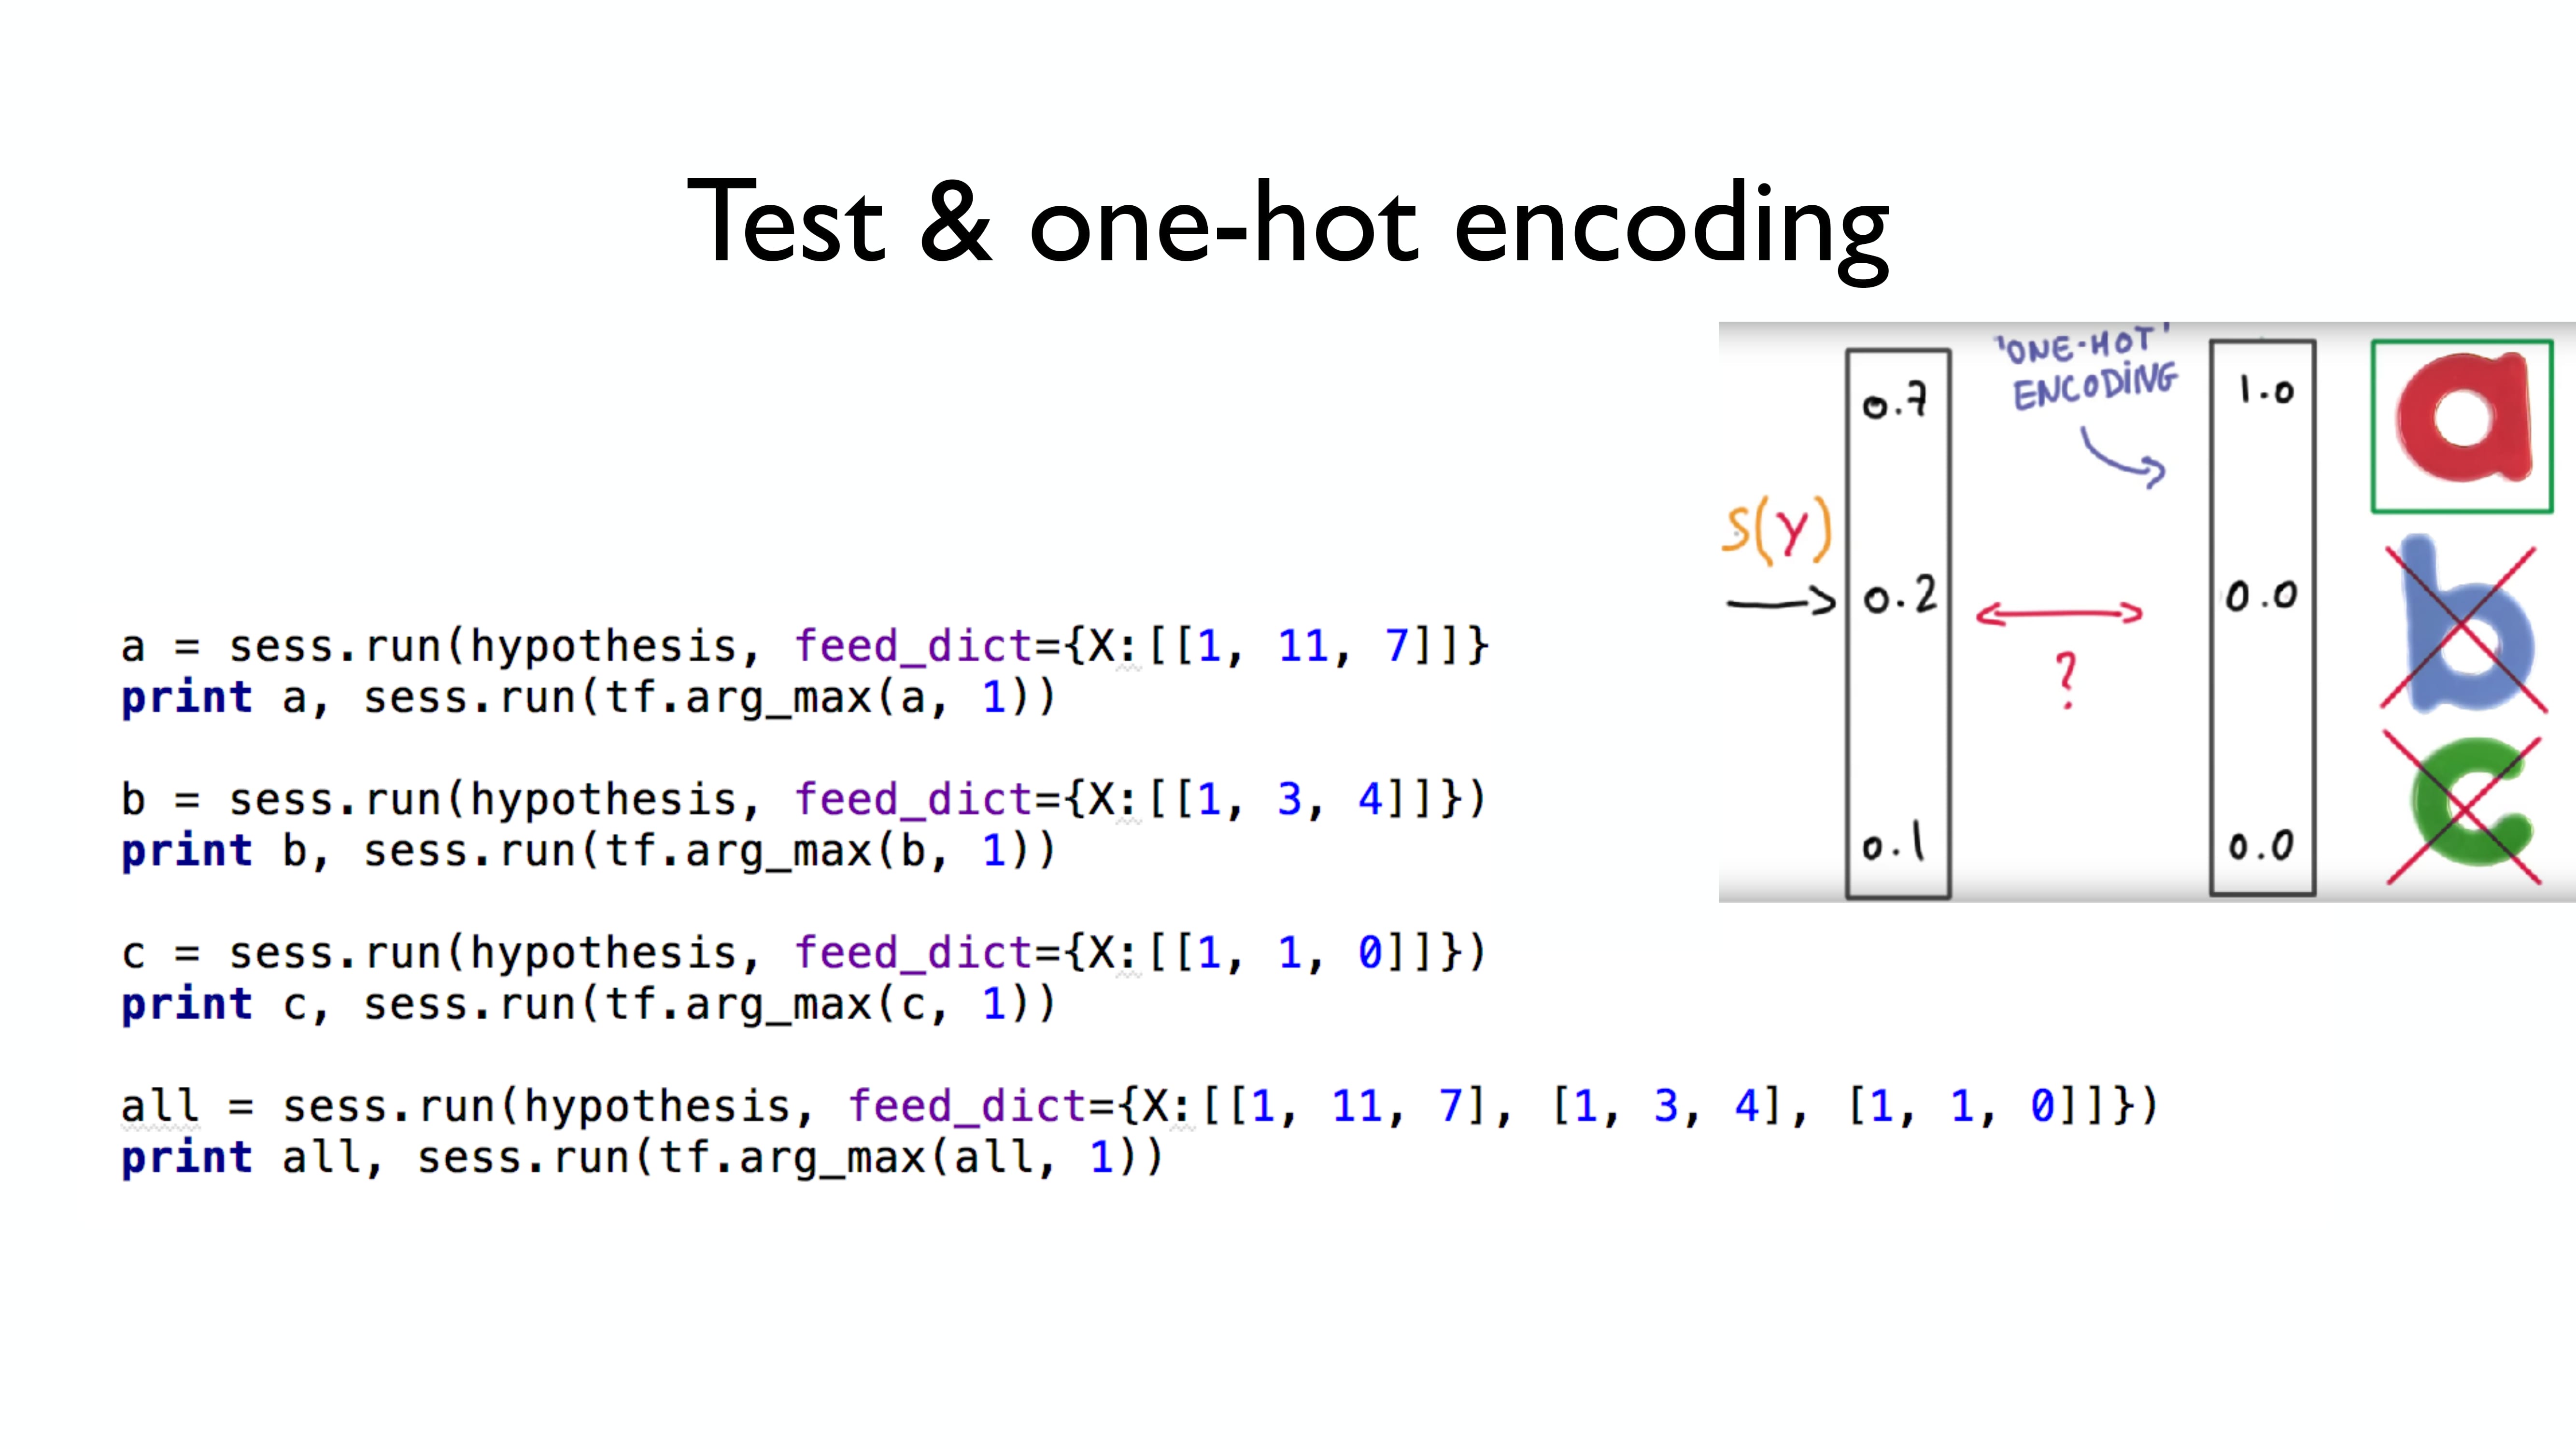 Test & one-hot encoding
'ONE-HOT'
ENCODING
0.7
1.0
a
S(Y)
0.2
0.0
b
?
0.1
0.0
c
a = sess.run(hypothesis, feed_dict={X:[[1, 11, 7]]}
print a, sess.run(tf.arg_max(a, 1))
b = sess.run(hypothesis, feed_dict={X:[[1, 3, 4]]})
print b, sess.run(tf.arg_max(b, 1))
c = sess.run(hypothesis, feed_dict={X:[[1, 1, 0]]})
print c, sess.run(tf.arg_max(c, 1))
all = sess.run(hypothesis, feed_dict={X:[[1, 11, 7], [1, 3, 4], [1, 1, 0]]})
print all, sess.run(tf.arg_max(all, 1))